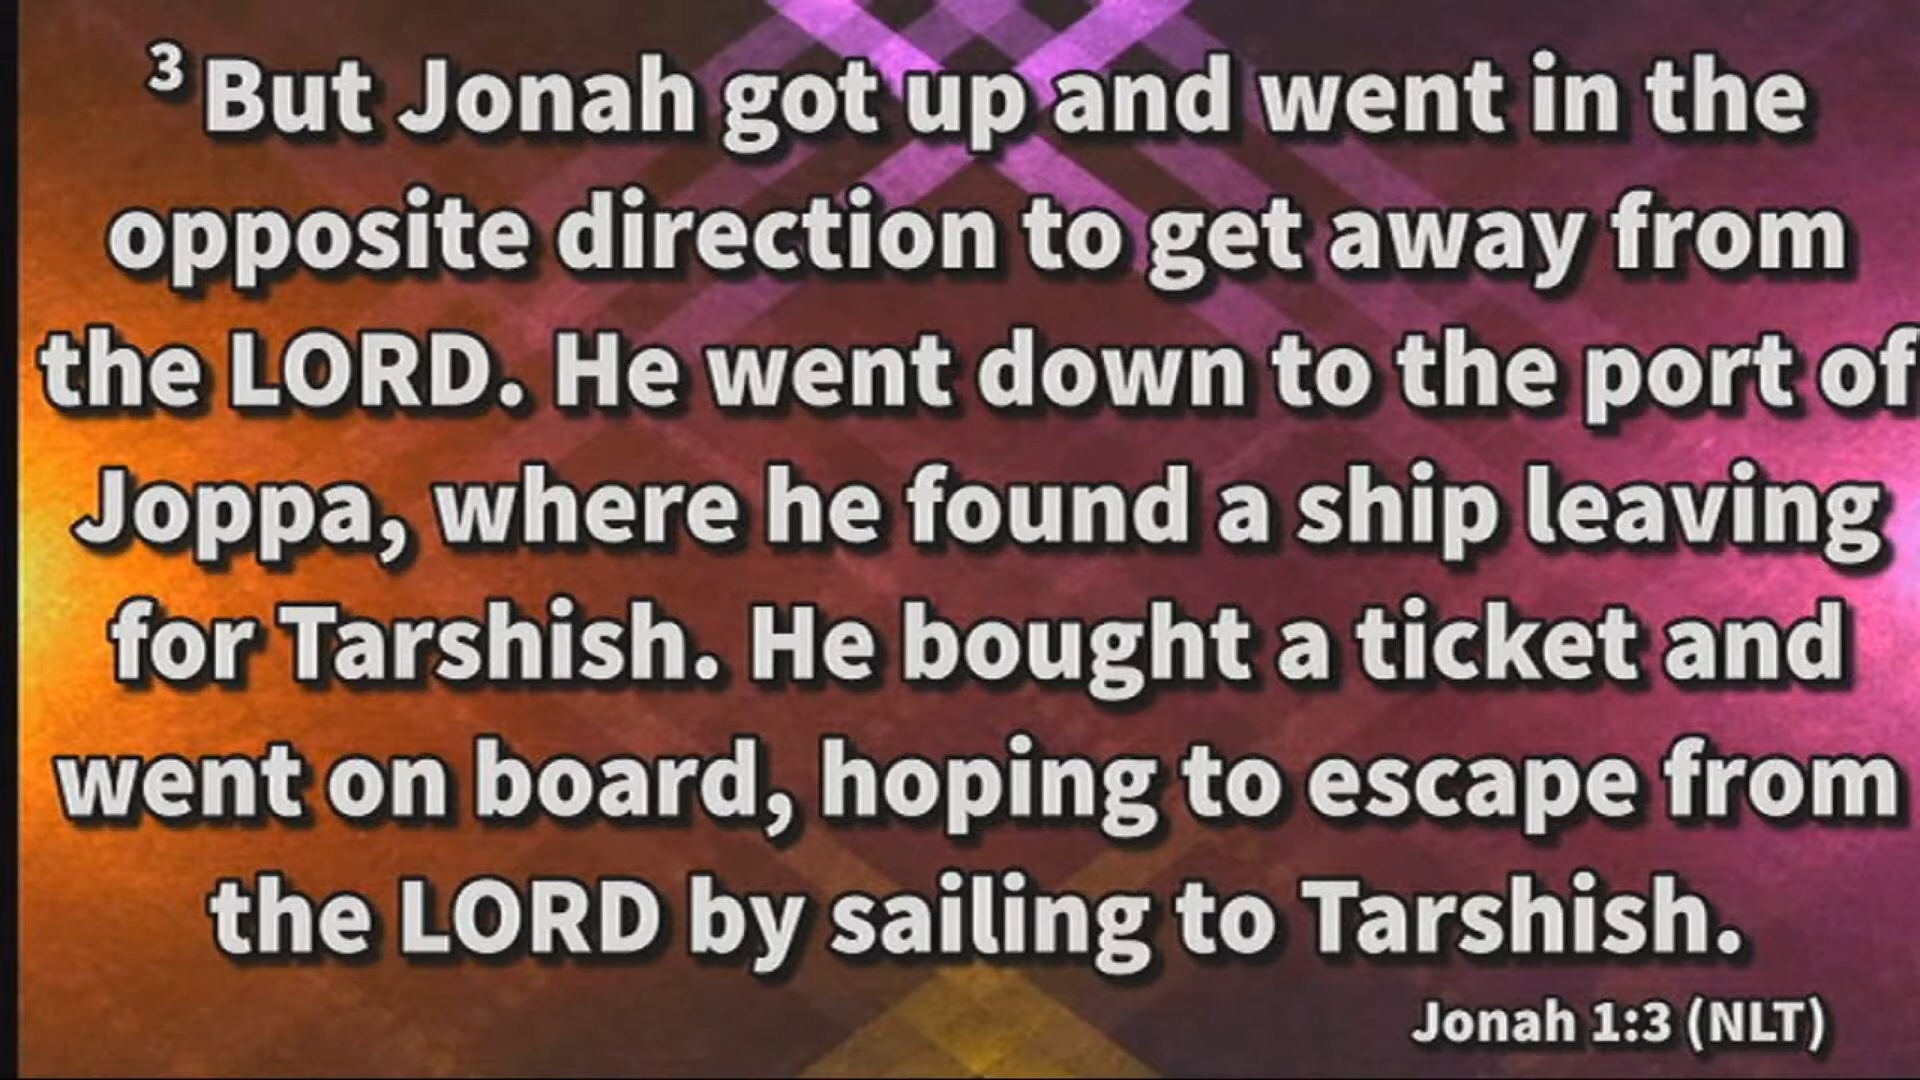 ³ But Jonah got up and went in the
opposite direction to get away from
the LORD. He went down to the port of
Joppa, where he found a ship leaving
for Tarshish. He bought a ticket and
went on board, hoping to escape from
the LORD by sailing to Tarshish.
Jonah 1:3 (NLT)